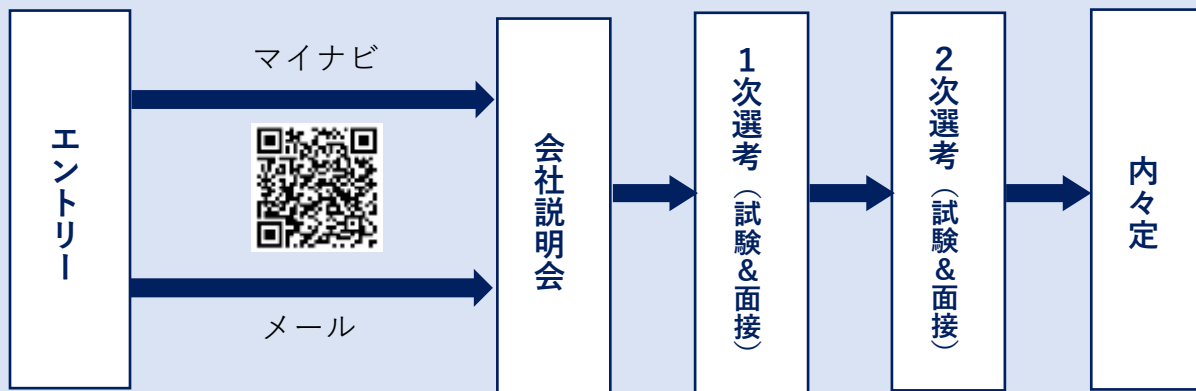 エントリー
マイナビ
メール
会社説明会
1次選考（試験&面接）
2次選考（試験&面接）
内々定